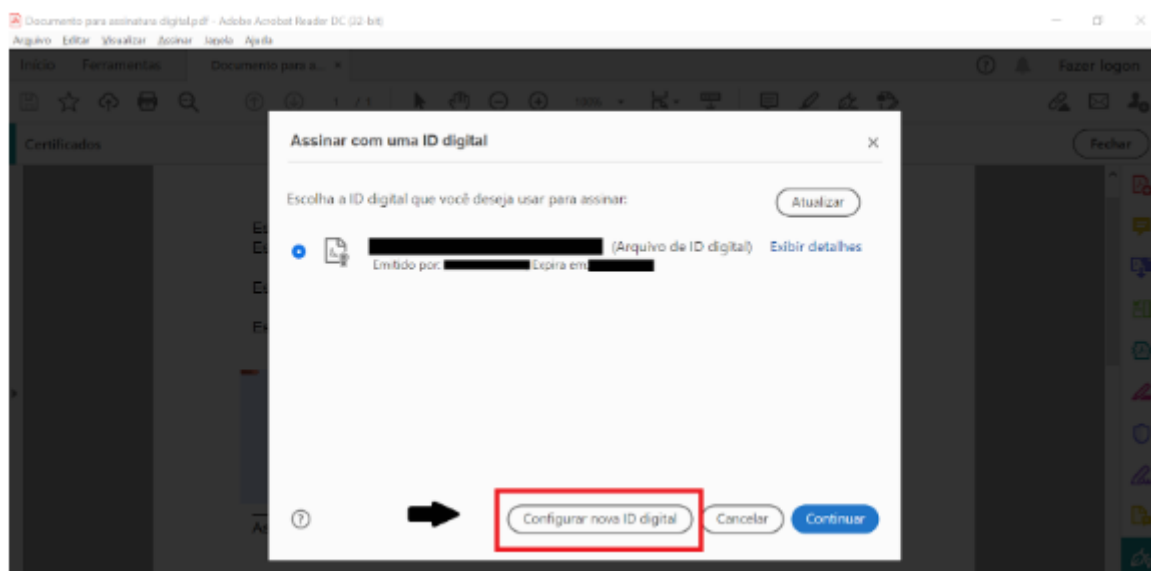 Documento para assinatura digital.pdf - Adobe Acrobat Reader DC (32-bit)
Arquivo Editar Visualizar Assinar Janela Ajuda
Início Ferramentas Documento para a... × Fazer logon
1 / 1 100%
Certificados Fechar
Assinar com uma ID digital
Escolha a ID digital que você deseja usar para assinar: Atualizar
(Arquivo de ID digital) Exibir detalhes
Emitido por: Expira em:
Configurar nova ID digital Cancelar Continuar